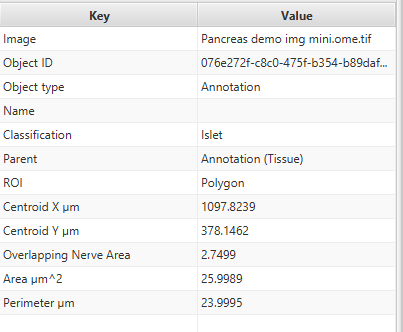 Key Value
Image Pancreas demo img mini.ome.tif
Object ID 076e272f-c8c0-475f-b354-b89daf...
Object type Annotation
Name
Classification Islet
Parent Annotation (Tissue)
ROI Polygon
Centroid X µm 1097.8239
Centroid Y µm 378.1462
Overlapping Nerve Area 2.7499
Area µm^2 25.9989
Perimeter µm 23.9995